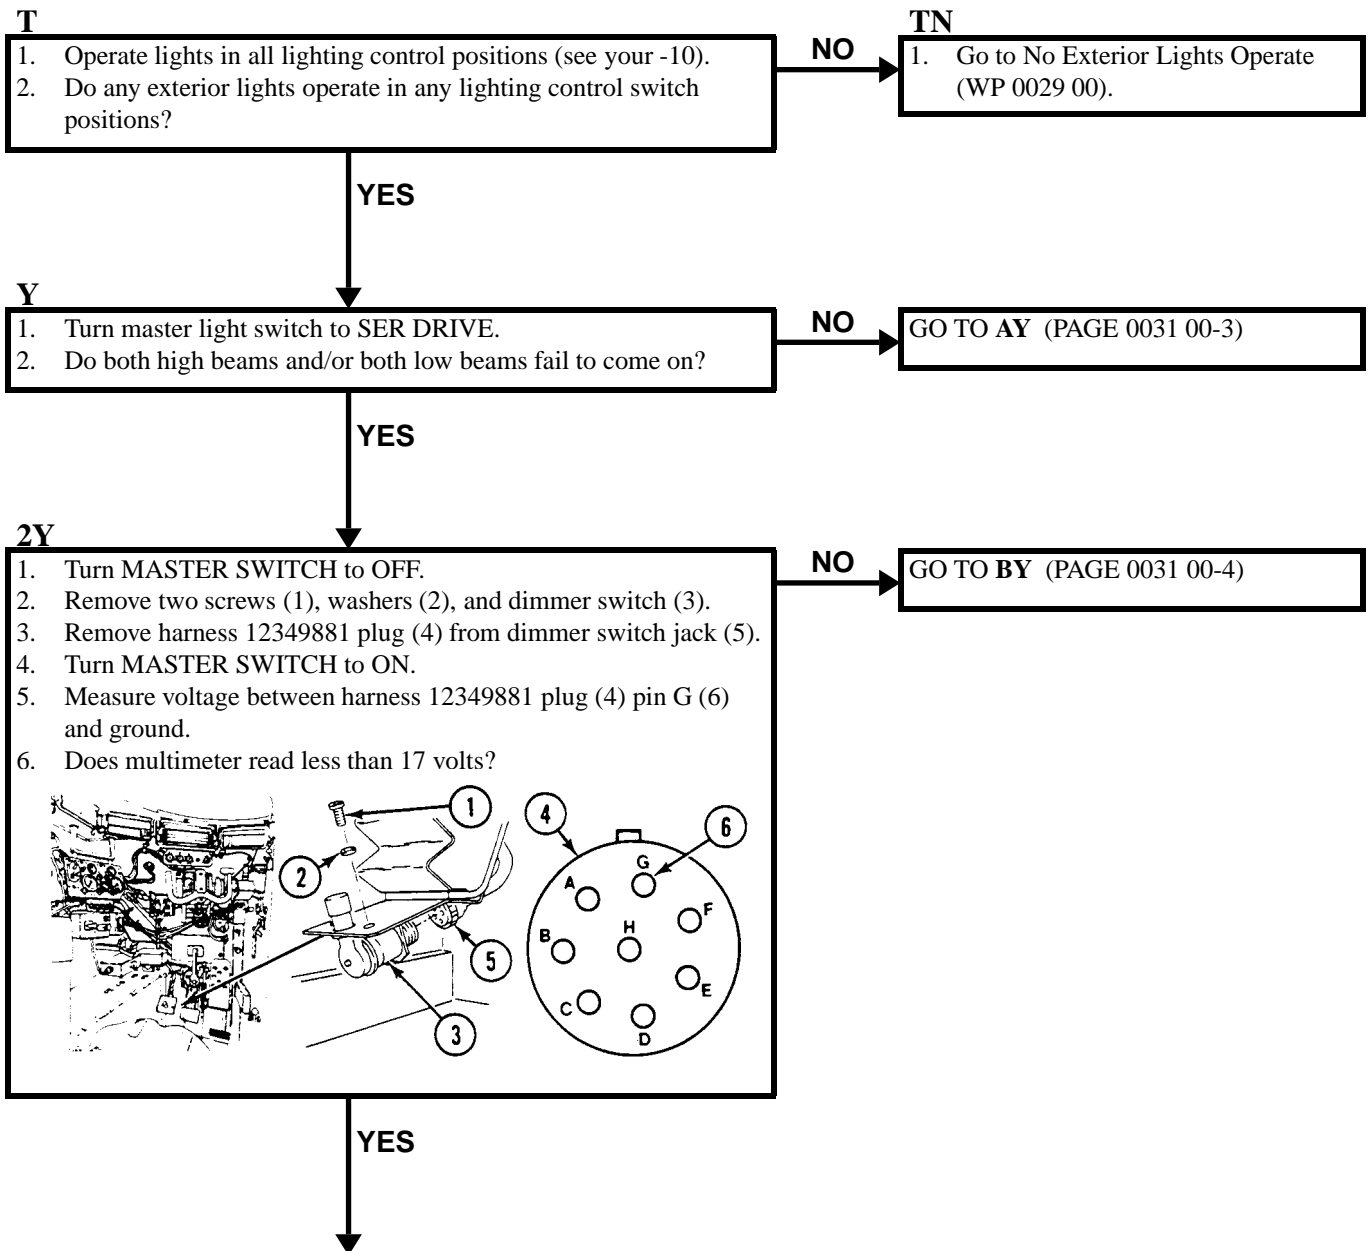 T
1. Operate lights in all lighting control positions (see your -10).
2. Do any exterior lights operate in any lighting control switch
positions?
NO
TN
1. Go to No Exterior Lights Operate
(WP 0029 00).
YES
Y
1. Turn master light switch to SER DRIVE.
2. Do both high beams and/or both low beams fail to come on?
NO
GO TO AY (PAGE 0031 00-3)
YES
2Y
1. Turn MASTER SWITCH to OFF.
2. Remove two screws (1), washers (2), and dimmer switch (3).
3. Remove harness 12349881 plug (4) from dimmer switch jack (5).
4. Turn MASTER SWITCH to ON.
5. Measure voltage between harness 12349881 plug (4) pin G (6)
and ground.
6. Does multimeter read less than 17 volts?
NO
GO TO BY (PAGE 0031 00-4)
1
2
3
5
4
6
G
A
F
B
H
E
C
D
YES